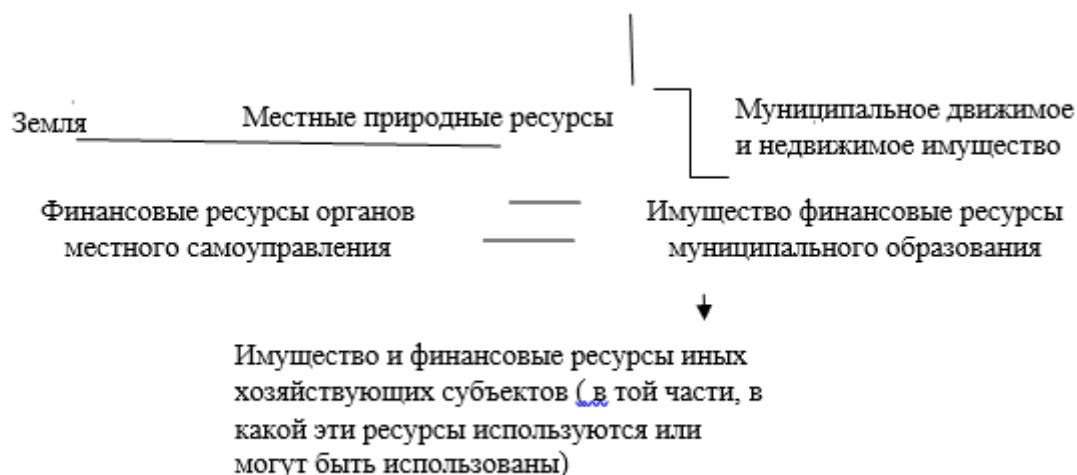 Земля
Местные природные ресурсы
Муниципальное движимое
и недвижимое имущество
Финансовые ресурсы органов
местного самоуправления
Имущество финансовые ресурсы
муниципального образования
Имущество и финансовые ресурсы иных
хозяйствующих субъектов ( в той части, в
какой эти ресурсы используются или
могут быть использованы)